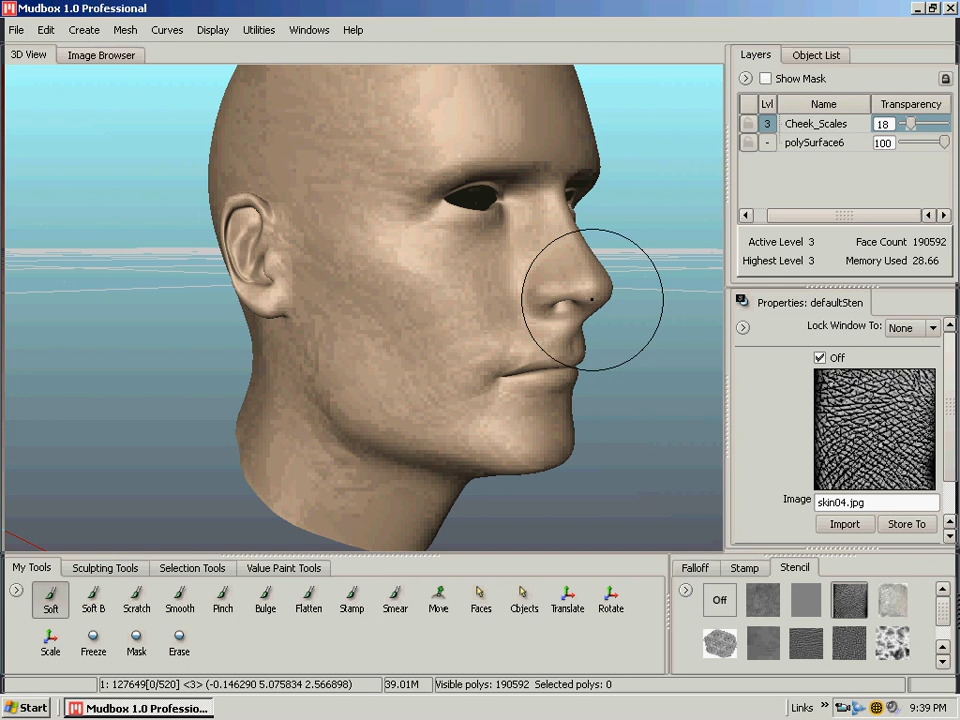 Mudbox 1.0 Professional
File Edit Create Mesh Curves Display Utilities Windows Help
3D View Image Browser
Layers Object List
Show Mask
Lvl Name Transparency
3 Cheek_Scales 18
- polySurface6 100
Active Level 3 Face Count 190592
Highest Level 3 Memory Used 28.66
Properties: defaultSten
Lock Window To: None
Off
Image skin04.jpg
Import Store To
My Tools Sculpting Tools Selection Tools Value Paint Tools
Soft Soft B Scratch Smooth Pinch Bulge Flatten Stamp Smear Move Faces Objects Translate Rotate
Scale Freeze Mask Erase
Falloff Stamp Stencil
Off
1: 127649[0/520] <3> (-0.146290 5.075834 2.566898) 39.01M Visible polys: 190592 Selected polys: 0
Start Mudbox 1.0 Professio... Links » 9:39 PM